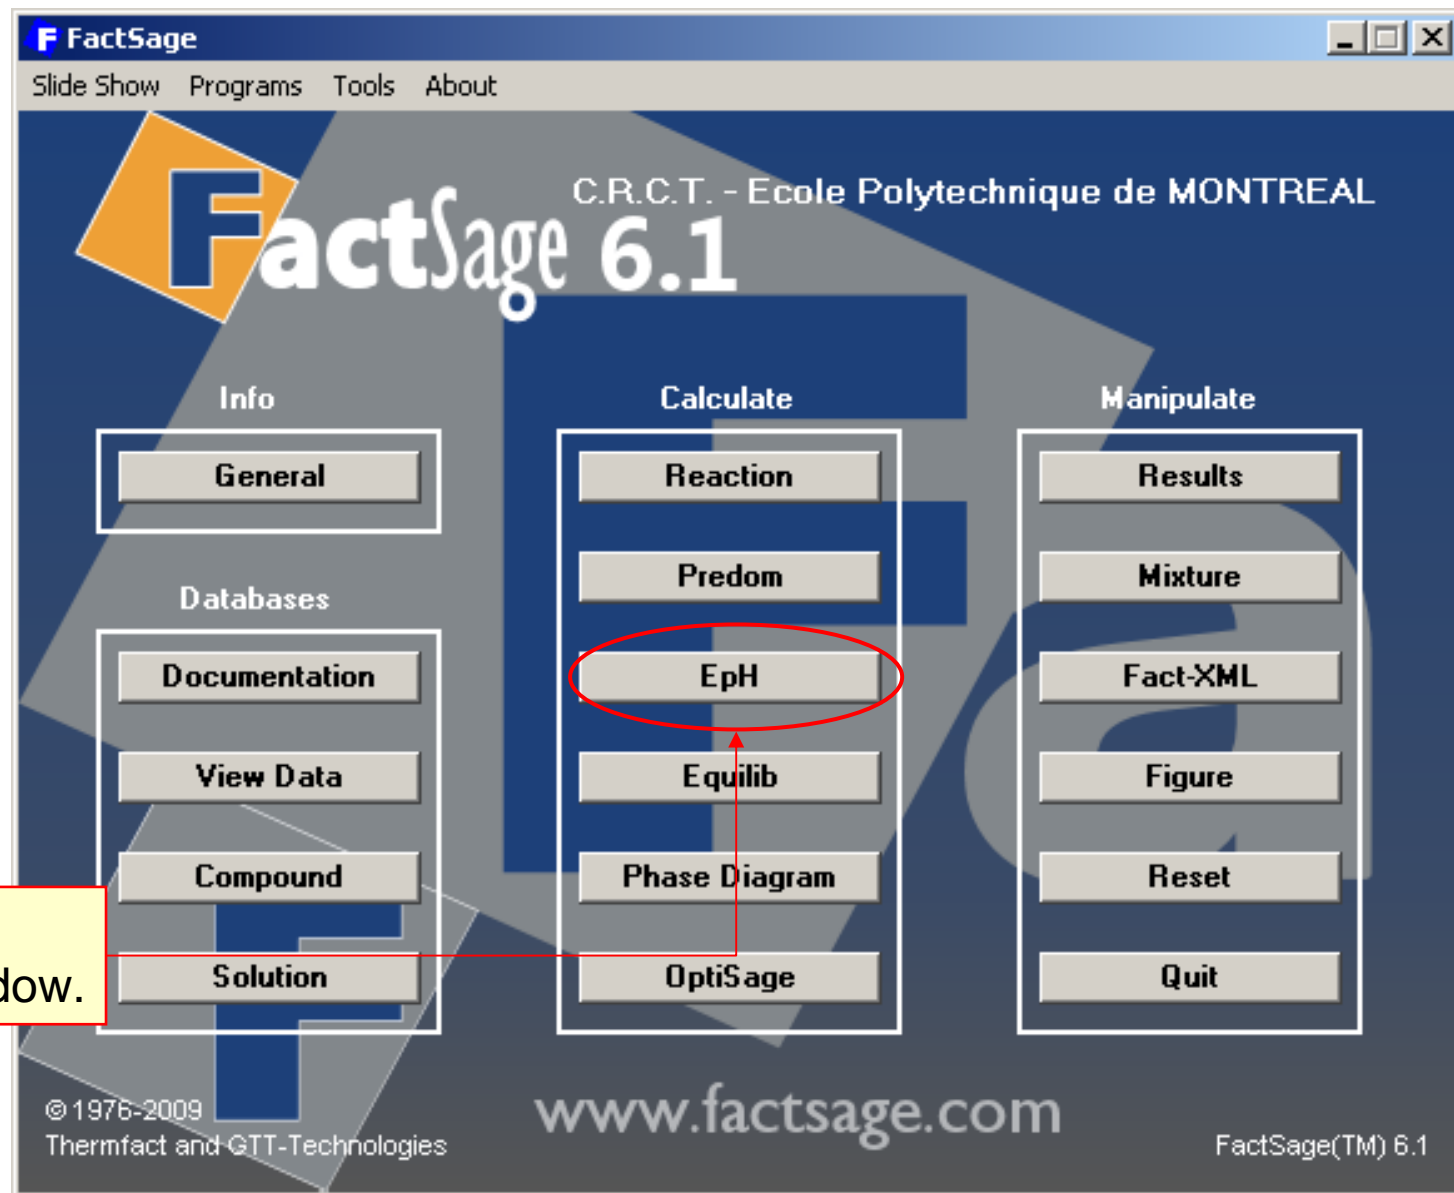 FactSage
Slide Show Programs Tools About
C.R.C.T. - Ecole Polytechnique de MONTREAL
FactSage 6.1
Info
General
Databases
Documentation
View Data
Compound
Solution
Calculate
Reaction
Predom
EpH
Equilib
Phase Diagram
OptiSage
Manipulate
Results
Mixture
Fact-XML
Figure
Reset
Quit
© 1976-2009
Thermfact and GTT-Technologies
www.factsage.com
FactSage(TM) 6.1